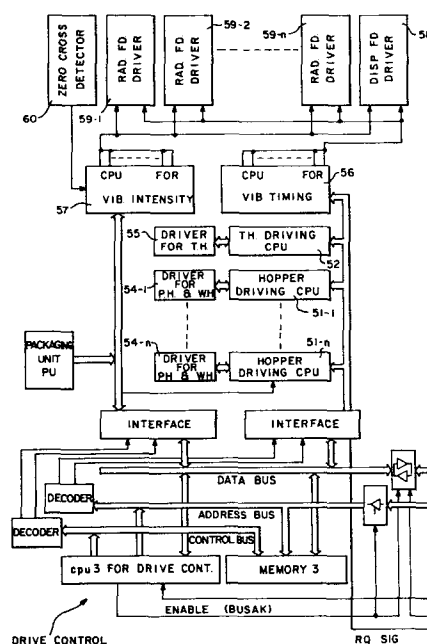 ZERO CROSS
DETECTOR
60
RAD FD
DRIVER
59-1
RAD. FD
DRIVER
59-2
RAD FD
DRIVER
59-n
DISP FD
DRIVER
CPU FOR
VIB INTENSITY
57
CPU FOR
VIB TIMING
56
55
DRIVER
FOR T.H.
TH DRIVING
CPU
52
54-1
DRIVER
FOR
PH. & WH.
HOPPER
DRIVING CPU
51-1
54-n
DRIVER
FOR
PH & WH
HOPPER
DRIVING CPU
51-n
PACKAGING
UNIT
PU
INTERFACE
INTERFACE
DATA BUS
DECODER
ADDRESS BUS
DECODER
CONTROL BUS
cpu 3 FOR DRIVE CONT.
MEMORY 3
ENABLE (BUSAK)
DRIVE CONTROL
RQ SIG